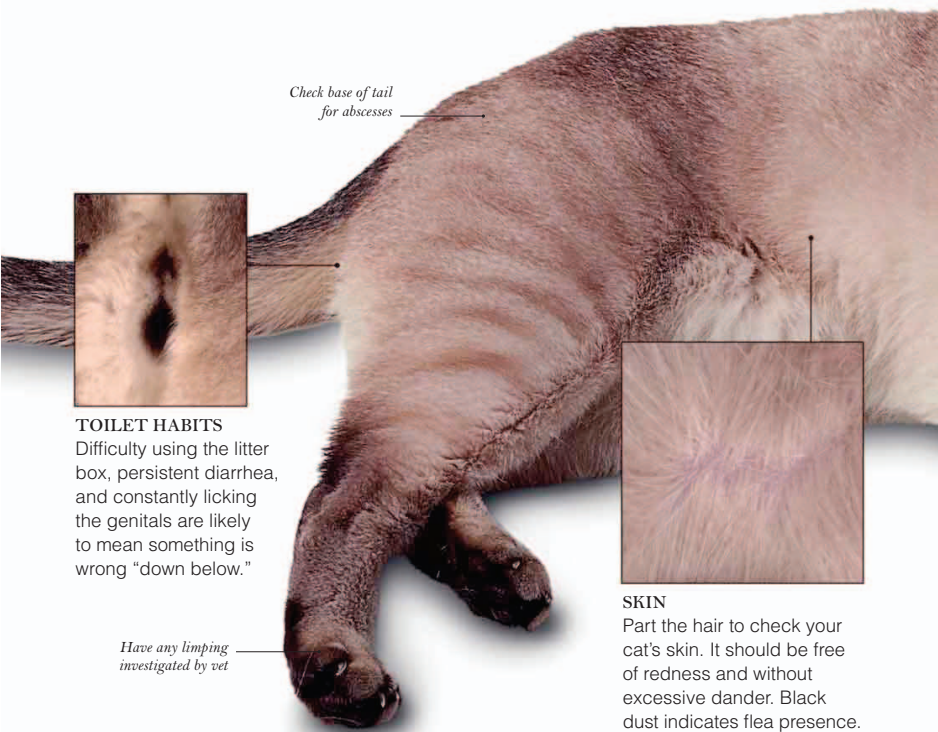 Check base of tail
for abscesses
TOILET HABITS
Difficulty using the litter
box, persistent diarrhea,
and constantly licking
the genitals are likely
to mean something is
wrong “down below.”
Have any limping
investigated by vet
SKIN
Part the hair to check your
cat’s skin. It should be free
of redness and without
excessive dander. Black
dust indicates flea presence.